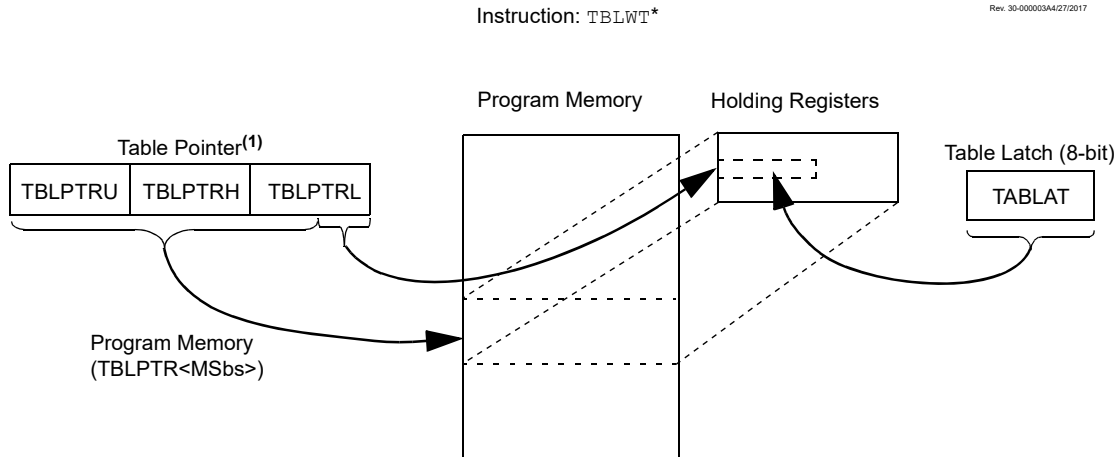 Instruction: TBLWT*
Rev. 30-000003A4/27/2017
Program Memory
Holding Registers
Table Pointer(1)
Table Latch (8-bit)
TBLPTRU
TBLPTRH
TBLPTRL
TABLAT
Program Memory
(TBLPTR<MSbs>)